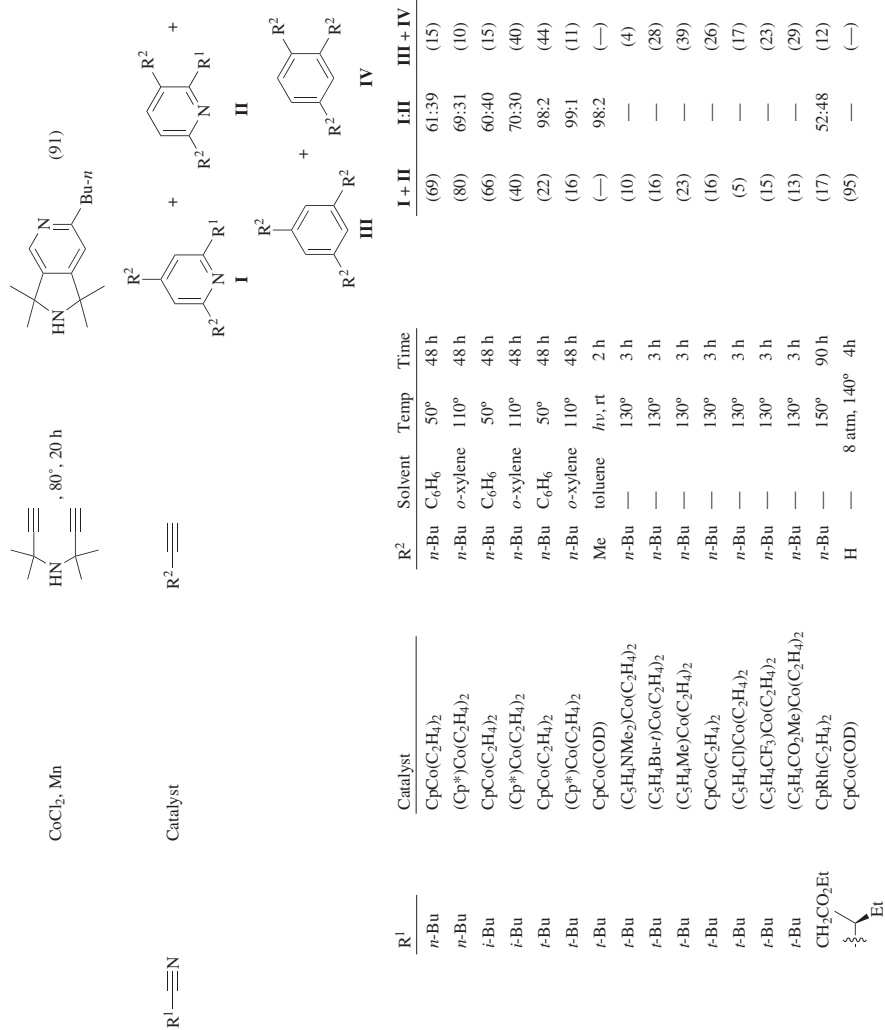 CoCl2, Mn HN , 80°, 20 h HN N Bu-n (91)
R1 N Catalyst R2 R2 R2 N R1 I + R2 N R2 R1 II +
R2 R2 R2 III + R2 R2 R2 IV
R1 Catalyst R2 Solvent Temp Time I + II I:II III + IV
n-Bu CpCo(C2H4)2 n-Bu C6H6 50° 48 h (69) 61:39 (15)
n-Bu (Cp*)Co(C2H4)2 n-Bu o-xylene 110° 48 h (80) 69:31 (10)
i-Bu CpCo(C2H4)2 n-Bu C6H6 50° 48 h (66) 60:40 (15)
i-Bu (Cp*)Co(C2H4)2 n-Bu o-xylene 110° 48 h (40) 70:30 (40)
t-Bu CpCo(C2H4)2 n-Bu C6H6 50° 48 h (22) 98:2 (44)
t-Bu (Cp*)Co(C2H4)2 n-Bu o-xylene 110° 48 h (16) 99:1 (11)
t-Bu CpCo(COD) Me toluene hν, rt 2 h (—) 98:2 (—)
t-Bu (C5H4NMe2)Co(C2H4)2 n-Bu — 130° 3 h (10) — (4)
t-Bu (C5H4Bu-t)Co(C2H4)2 n-Bu — 130° 3 h (16) — (28)
t-Bu (C5H4Me)Co(C2H4)2 n-Bu — 130° 3 h (23) — (39)
t-Bu CpCo(C2H4)2 n-Bu — 130° 3 h (16) — (26)
t-Bu (C5H4Cl)Co(C2H4)2 n-Bu — 130° 3 h (5) — (17)
t-Bu (C5H4CF3)Co(C2H4)2 n-Bu — 130° 3 h (15) — (23)
t-Bu (C5H4CO2Me)Co(C2H4)2 n-Bu — 130° 3 h (13) — (29)
CH2CO2Et CpRh(C2H4)2 n-Bu — 150° 90 h (17) 52:48 (12)
Et CpCo(COD) H — 8 atm, 140° 4h (95) — (—)